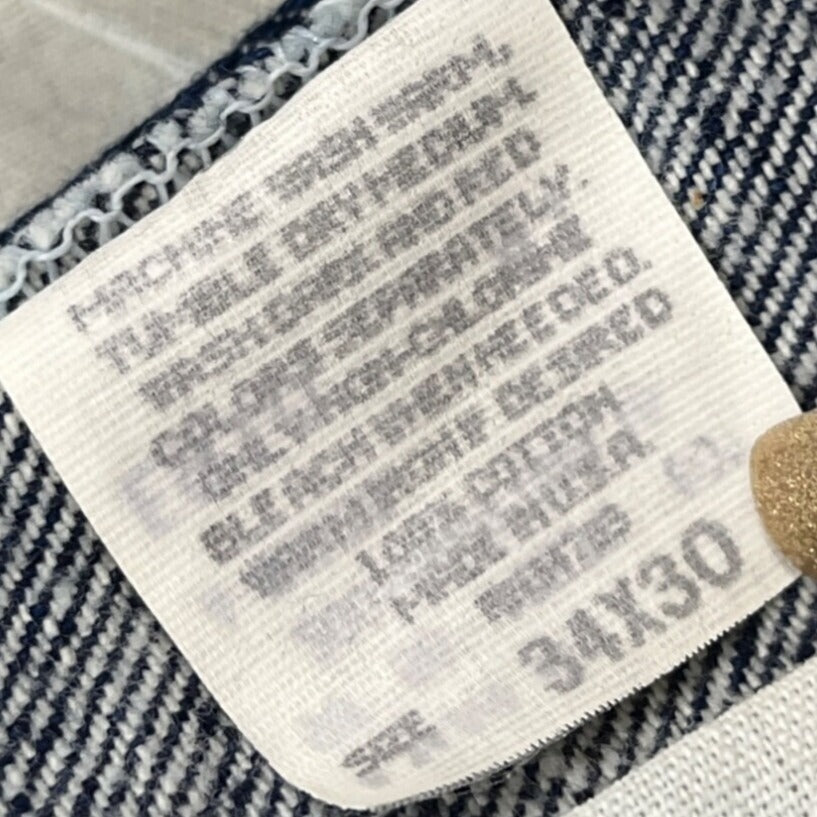 MACHINE WASH WARM,
TUMBLE DRY MEDIUM.
WASH DARK AND RED
COLORS SEPARATELY.
ONLY NON-CHLORINE
BLEACH WHEN NEEDED.
WARM IRON IF DESIRED
100% COTTON
MADE IN U.S.A.
SIZE 34X30